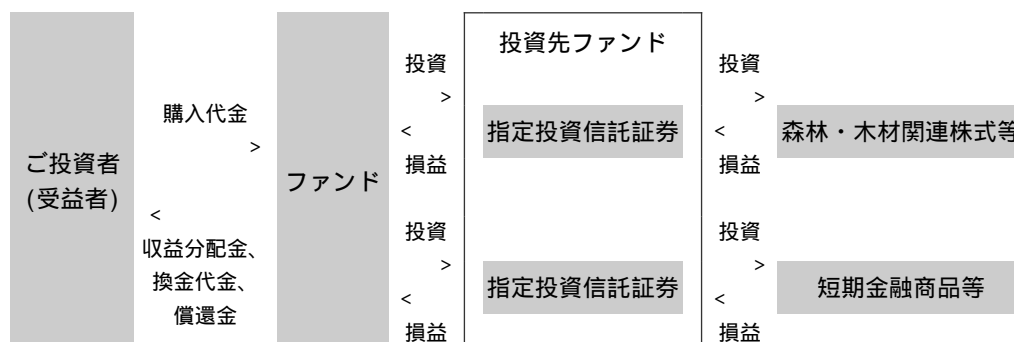 ご投資者
(受益者)
購入代金
>
<
収益分配金、
換金代金、
償還金
ファンド
投資
>
<
損益
投資
>
<
損益
投資先ファンド
指定投資信託証券
指定投資信託証券
投資
>
<
損益
投資
>
<
損益
森林・木材関連株式等
短期金融商品等